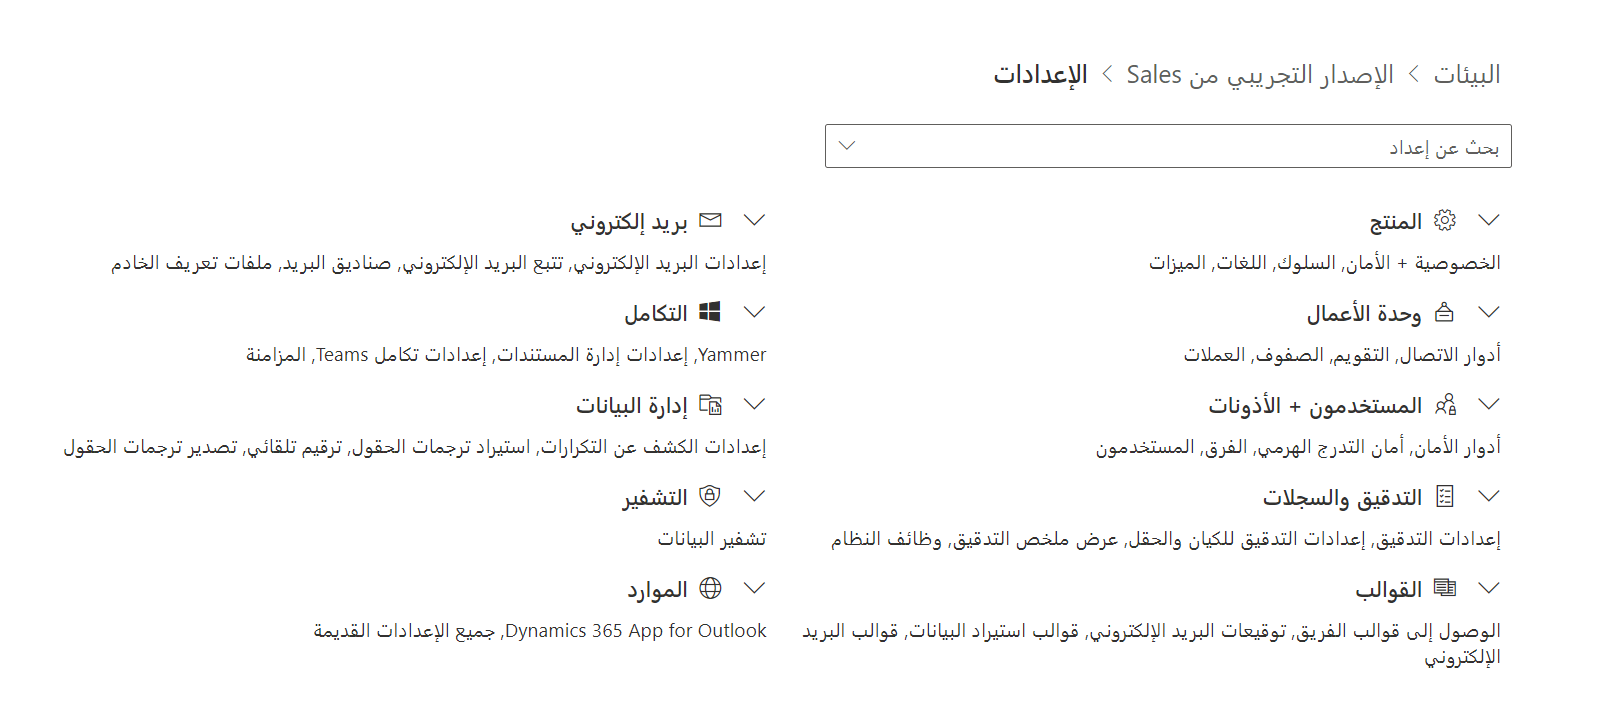 البيئات > الإصدار التجريبي من Sales > الإعدادات
بحث عن إعداد
المنتج
الخصوصية + الأمان, السلوك, اللغات, الميزات
وحدة الأعمال
أدوار الاتصال, التقويم, الصفوف, العملات
المستخدمون + الأذونات
أدوار الأمان, أمان التدرج الهرمي, الفرق, المستخدمون
التدقيق والسجلات
إعدادات التدقيق, إعدادات التدقيق للكيان والحقل, عرض ملخص التدقيق, وظائف النظام
القوالب
الوصول إلى قوالب الفريق, توقيعات البريد الإلكتروني, قوالب استيراد البيانات, قوالب البريد
الإلكتروني
بريد إلكتروني
إعدادات البريد الإلكتروني, تتبع البريد الإلكتروني, صناديق البريد, ملفات تعريف الخادم
التكامل
Yammer, إعدادات إدارة المستندات, إعدادات تكامل Teams, المزامنة
إدارة البيانات
إعدادات الكشف عن التكرارات, استيراد ترجمات الحقول, ترقيم تلقائي, تصدير ترجمات الحقول
التشفير
تشفير البيانات
الموارد
Dynamics 365 App for Outlook, جميع الإعدادات القديمة